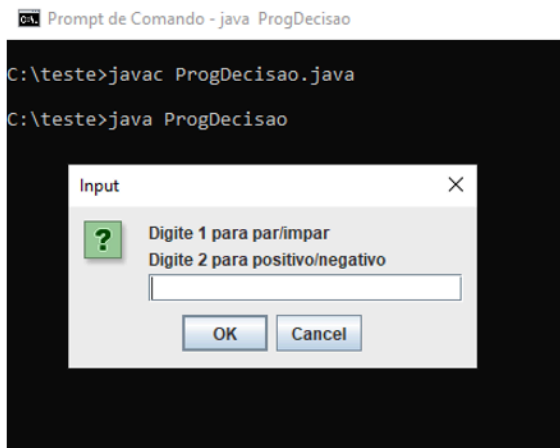 Prompt de Comando - java ProgDecisao
C:\teste>javac ProgDecisao.java
C:\teste>java ProgDecisao
Input
Digite 1 para par/impar
Digite 2 para positivo/negativo
OK
Cancel